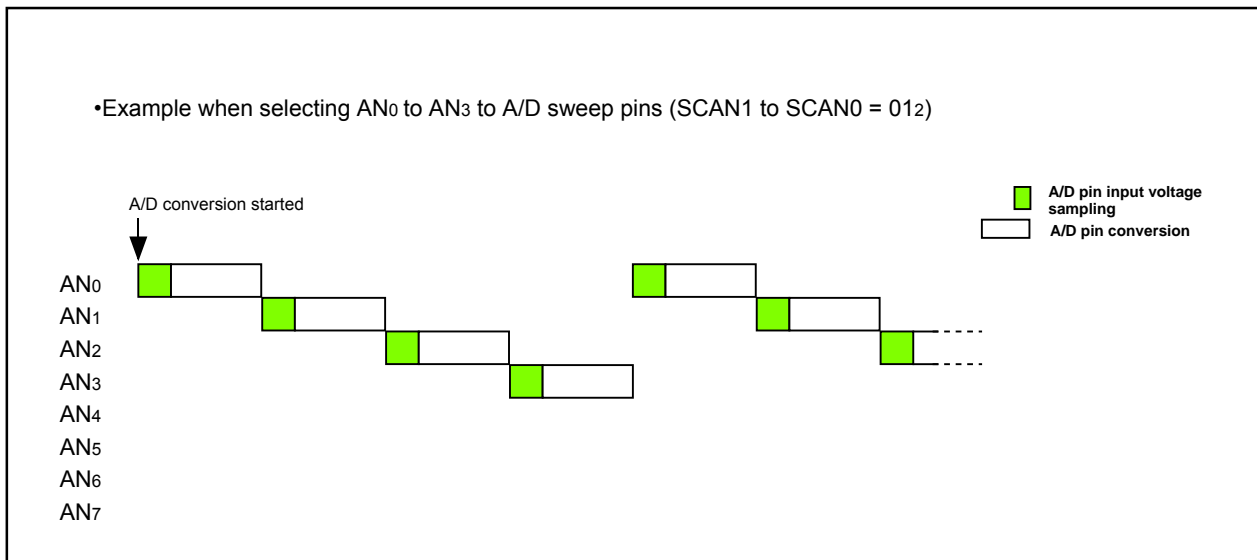 •Example when selecting AN0 to AN3 to A/D sweep pins (SCAN1 to SCAN0 = 012)
A/D conversion started
A/D pin input voltage
sampling
A/D pin conversion
AN0
AN1
AN2
AN3
AN4
AN5
AN6
AN7